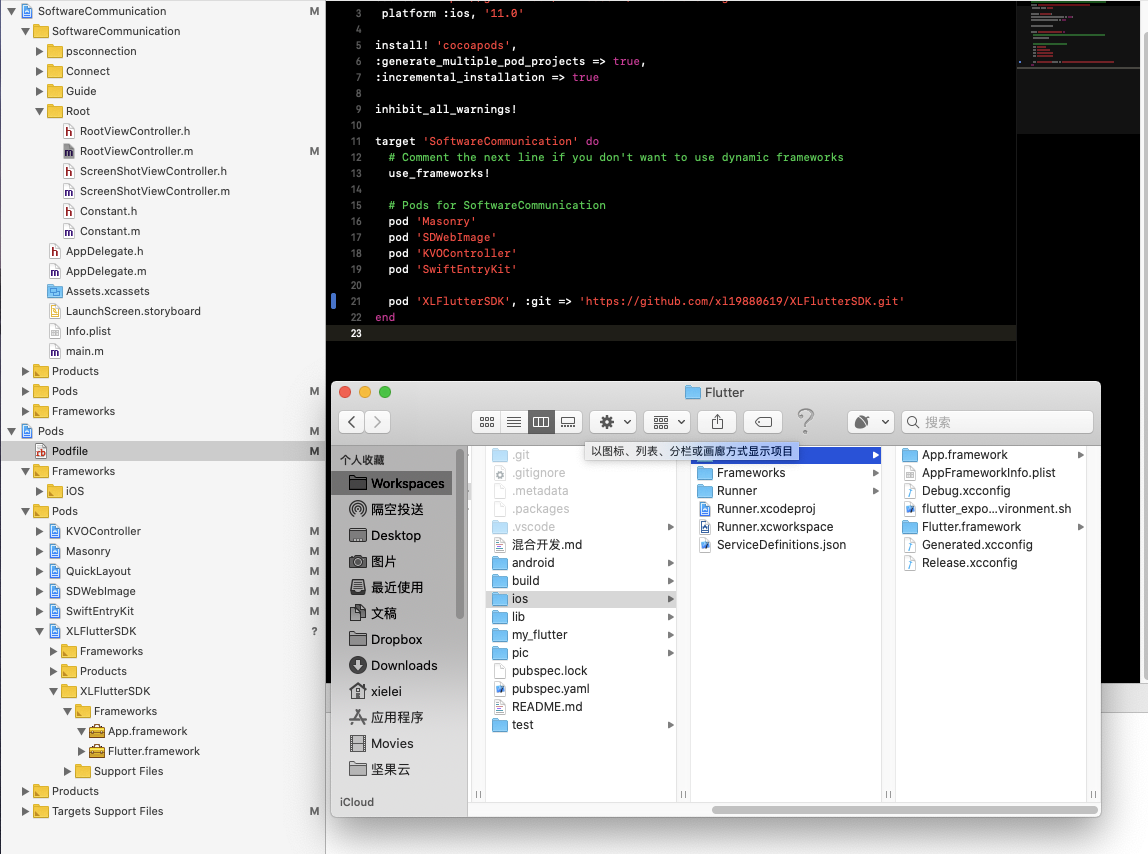 SoftwareCommunication M
SoftwareCommunication
psconnection
Connect
Guide
Root
RootViewController.h
RootViewController.m M
ScreenShotViewController.h
ScreenShotViewController.m
Constant.h
Constant.m
AppDelegate.h
AppDelegate.m
Assets.xcassets
LaunchScreen.storyboard
Info.plist
main.m
Products
Pods M
Frameworks M
Pods M
Podfile M
Frameworks
iOS
Pods
KVOController M
Masonry M
QuickLayout M
SDWebImage M
SwiftEntryKit M
XLFlutterSDK ?
Frameworks
Products
XLFlutterSDK
Frameworks
App.framework
Flutter.framework
Support Files
Products
Targets Support Files M
3 platform :ios, '11.0'
4
5 install! 'cocoapods',
6 :generate_multiple_pod_projects => true,
7 :incremental_installation => true
8
9 inhibit_all_warnings!
10
11 target 'SoftwareCommunication' do
12 # Comment the next line if you don't want to use dynamic frameworks
13 use_frameworks!
14
15 # Pods for SoftwareCommunication
16 pod 'Masonry'
17 pod 'SDWebImage'
18 pod 'KVOController'
19 pod 'SwiftEntryKit'
20
21 pod 'XLFlutterSDK', :git => 'https://github.com/xl19880619/XLFlutterSDK.git'
22 end
23
Flutter
搜索
以图标、列表、分栏或画廊方式显示项目
个人收藏
Workspaces
隔空投送
Desktop
图片
最近使用
文稿
Dropbox
Downloads
xielei
应用程序
Movies
坚果云
iCloud
.git
.gitignore
.metadata
.packages
.vscode
混合开发.md
android
build
ios
lib
my_flutter
pic
pubspec.lock
pubspec.yaml
README.md
test
Frameworks
Runner
Runner.xcodeproj
Runner.xcworkspace
ServiceDefinitions.json
App.framework
AppFrameworkInfo.plist
Debug.xcconfig
flutter_expo...vironment.sh
Flutter.framework
Generated.xcconfig
Release.xcconfig